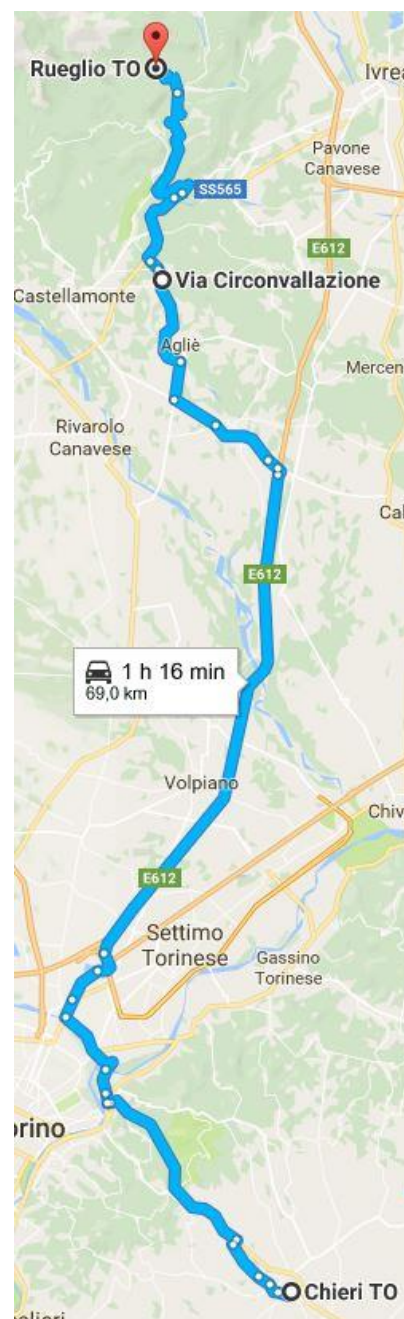 Rueglio TO
Ivrea
Pavone
Canavese
SS565
E612
Via Circonvallazione
Castellamonte
Agliè
Mercen
Rivarolo
Canavese
Cal
E612
1 h 16 min
69,0 km
Volpiano
Chiv
E612
Settimo
Torinese
Gassino
Torinese
orino
Chieri TO